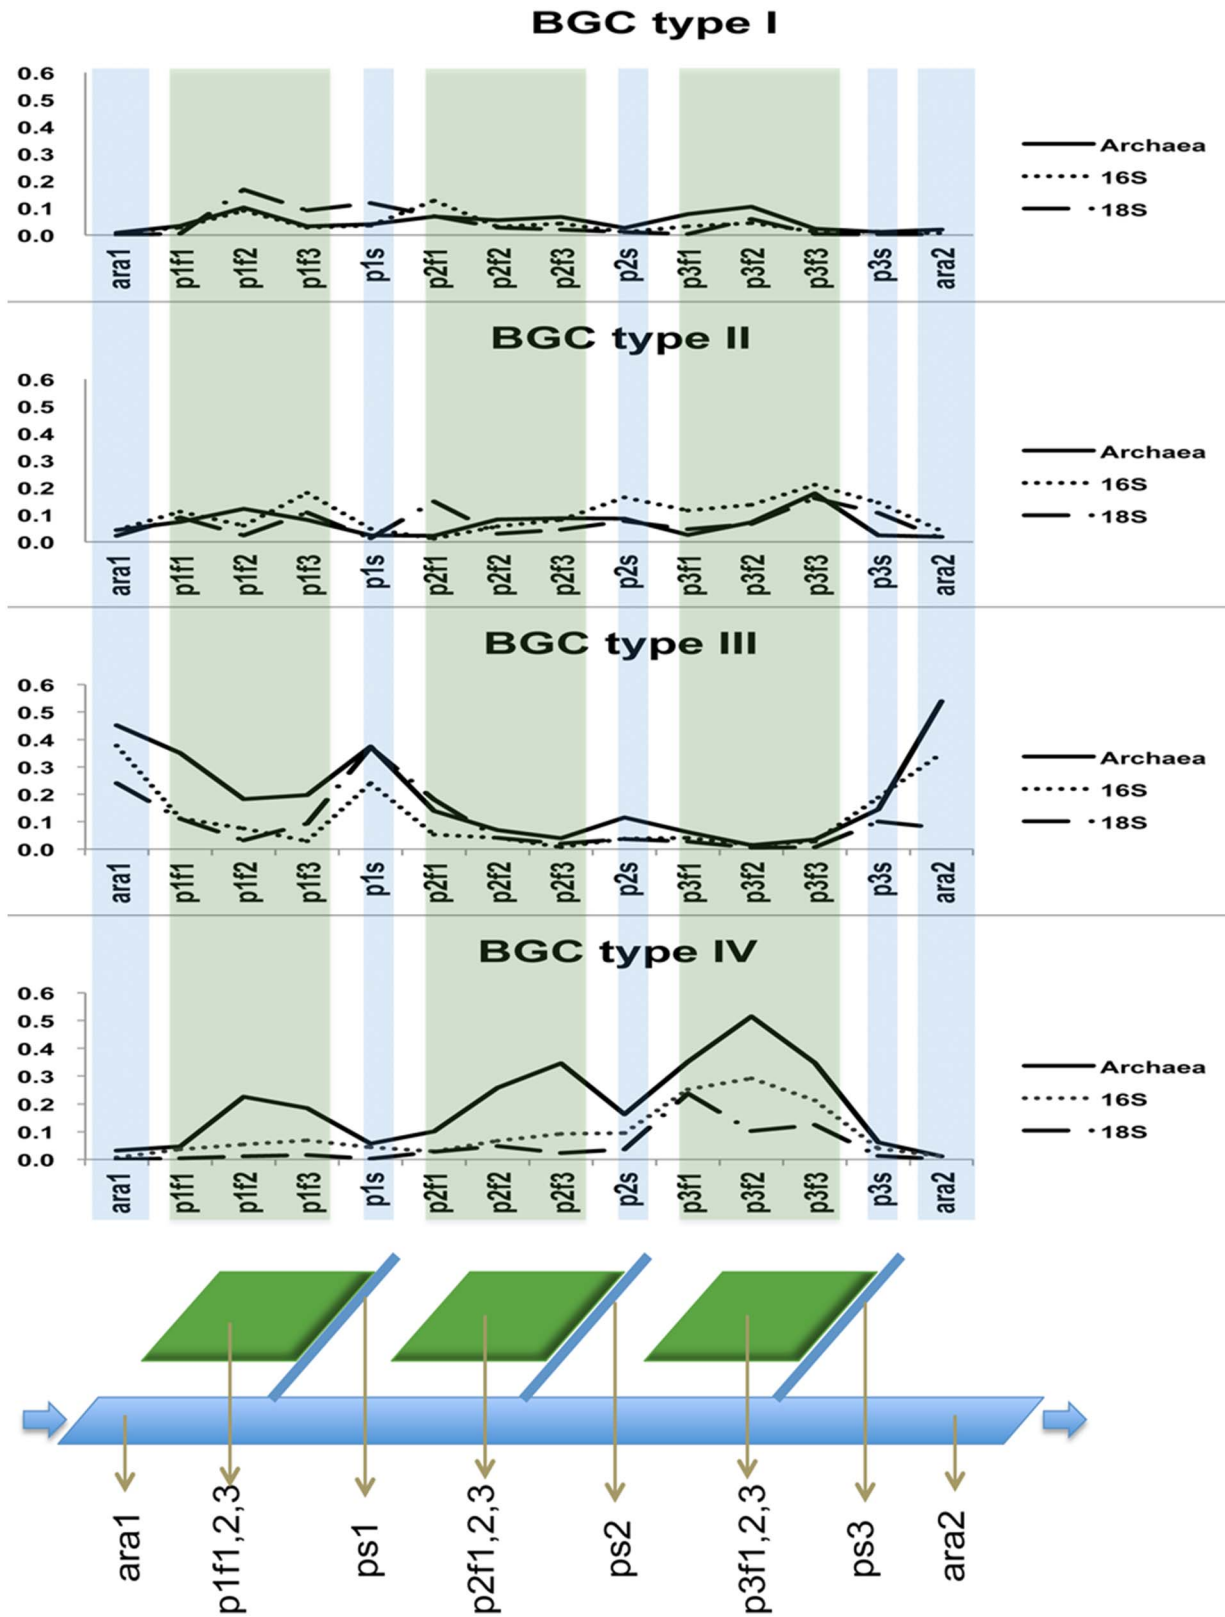 BGC type I
0.6
0.5
0.4
0.3
0.2
0.1
0.0
Archaea
16S
18S
ara1 p1f1 p1f2 p1f3 p1s p2f1 p2f2 p2f3 p2s p3f1 p3f2 p3f3 p3s ara2
BGC type II
0.6
0.5
0.4
0.3
0.2
0.1
0.0
Archaea
16S
18S
ara1 p1f1 p1f2 p1f3 p1s p2f1 p2f2 p2f3 p2s p3f1 p3f2 p3f3 p3s ara2
BGC type III
0.6
0.5
0.4
0.3
0.2
0.1
0.0
Archaea
16S
18S
ara1 p1f1 p1f2 p1f3 p1s p2f1 p2f2 p2f3 p2s p3f1 p3f2 p3f3 p3s ara2
BGC type IV
0.6
0.5
0.4
0.3
0.2
0.1
0.0
Archaea
16S
18S
ara1 p1f1 p1f2 p1f3 p1s p2f1 p2f2 p2f3 p2s p3f1 p3f2 p3f3 p3s ara2
ara1 p1f1,2,3 ps1 p2f1,2,3 ps2 p3f1,2,3 ps3 ara2